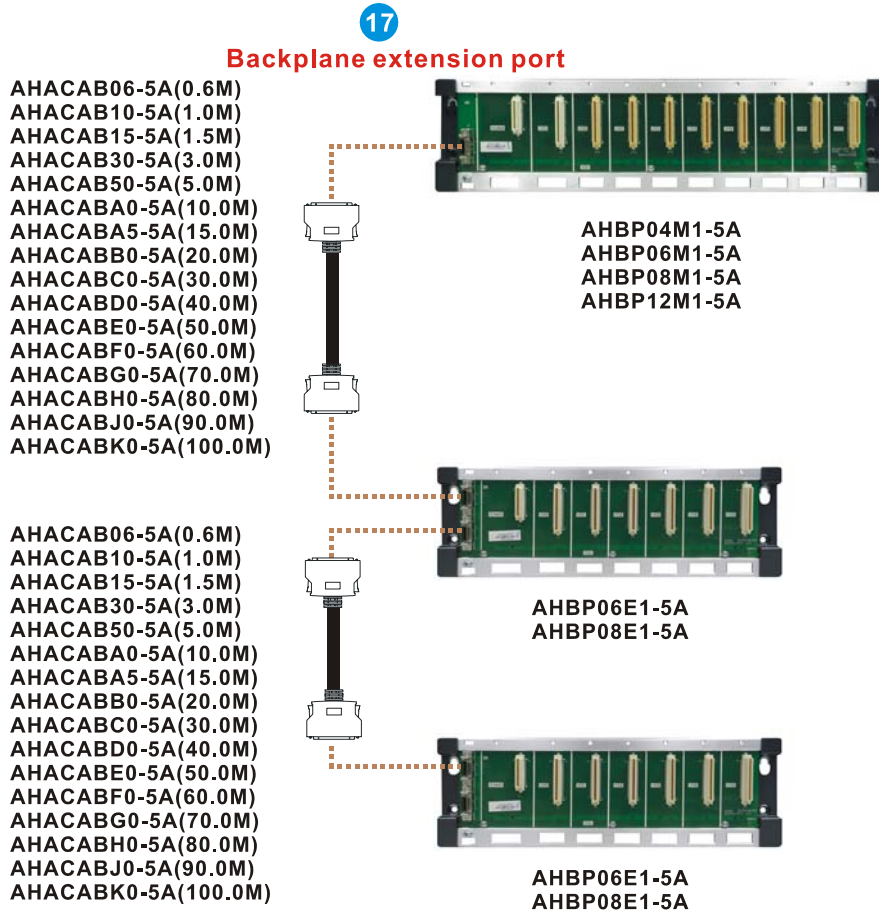 17
Backplane extension port
AHACAB06-5A(0.6M)
AHACAB10-5A(1.0M)
AHACAB15-5A(1.5M)
AHACAB30-5A(3.0M)
AHACAB50-5A(5.0M)
AHACABA0-5A(10.0M)
AHACABA5-5A(15.0M)
AHACABB0-5A(20.0M)
AHACABC0-5A(30.0M)
AHACABD0-5A(40.0M)
AHACABE0-5A(50.0M)
AHACABF0-5A(60.0M)
AHACABG0-5A(70.0M)
AHACABH0-5A(80.0M)
AHACABJ0-5A(90.0M)
AHACABK0-5A(100.0M)
AHBP04M1-5A
AHBP06M1-5A
AHBP08M1-5A
AHBP12M1-5A
AHACAB06-5A(0.6M)
AHACAB10-5A(1.0M)
AHACAB15-5A(1.5M)
AHACAB30-5A(3.0M)
AHACAB50-5A(5.0M)
AHACABA0-5A(10.0M)
AHACABA5-5A(15.0M)
AHACABB0-5A(20.0M)
AHACABC0-5A(30.0M)
AHACABD0-5A(40.0M)
AHACABE0-5A(50.0M)
AHACABF0-5A(60.0M)
AHACABG0-5A(70.0M)
AHACABH0-5A(80.0M)
AHACABJ0-5A(90.0M)
AHACABK0-5A(100.0M)
AHBP06E1-5A
AHBP08E1-5A
AHBP06E1-5A
AHBP08E1-5A